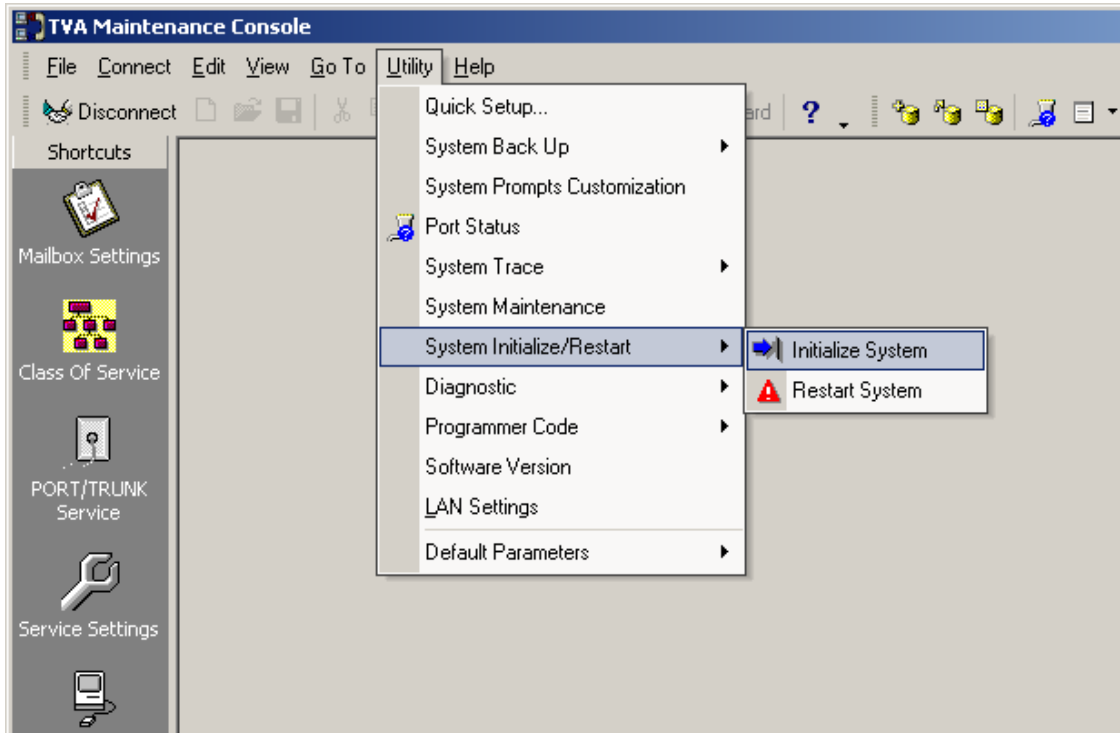 TVA Maintenance Console
File Connect Edit View Go To Utility Help
Disconnect ?
Shortcuts
Mailbox Settings
Class Of Service
PORT/TRUNK
Service
Service Settings
Quick Setup...
System Back Up
System Prompts Customization
Port Status
System Trace
System Maintenance
System Initialize/Restart
Diagnostic
Programmer Code
Software Version
LAN Settings
Default Parameters
Initialize System
Restart System